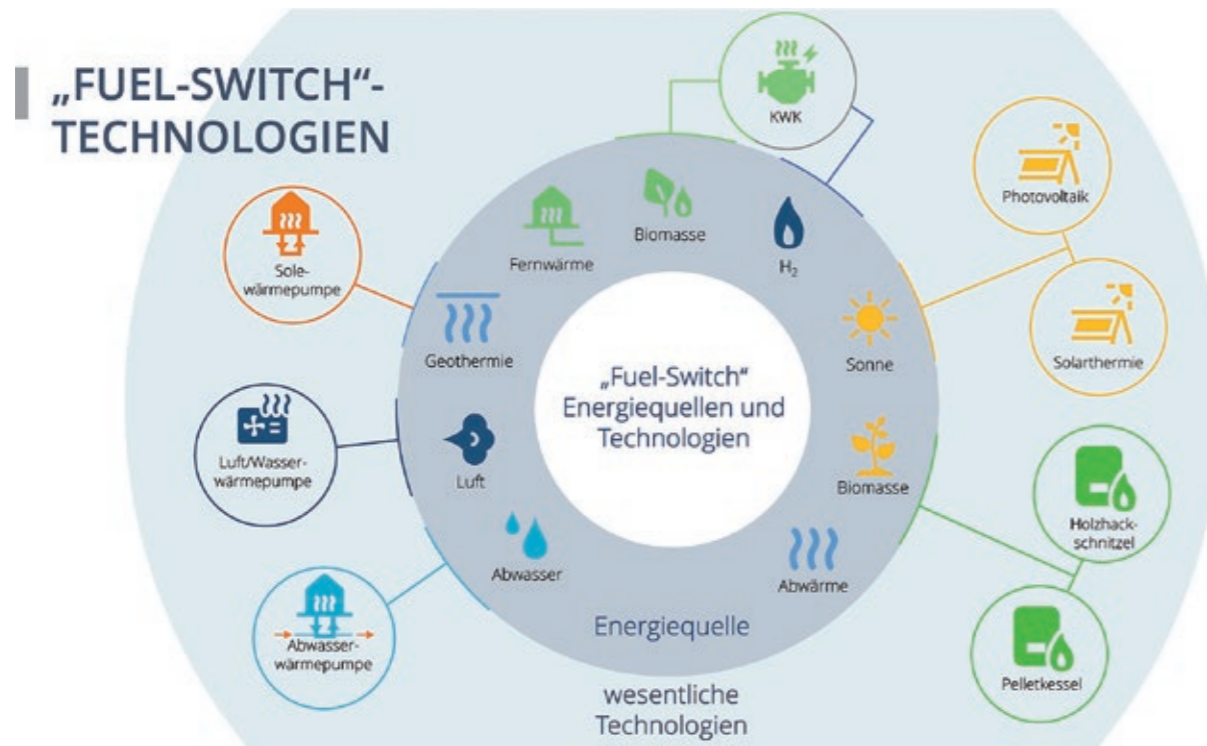 „FUEL-SWITCH“-
TECHNOLOGIEN
KWK
Photovoltaik
Sole-
wärmepumpe
Fernwärme
Biomasse
H₂
Solarthermie
Geothermie
Sonne
„Fuel-Switch“
Energiequellen und
Technologien
Luft/Wasser-
wärmepumpe
Luft
Biomasse
Holzhack-
schnitzel
Abwasser
Abwärme
Abwasser-
wärmepumpe
Energiequelle
Pelletkessel
wesentliche
Technologien